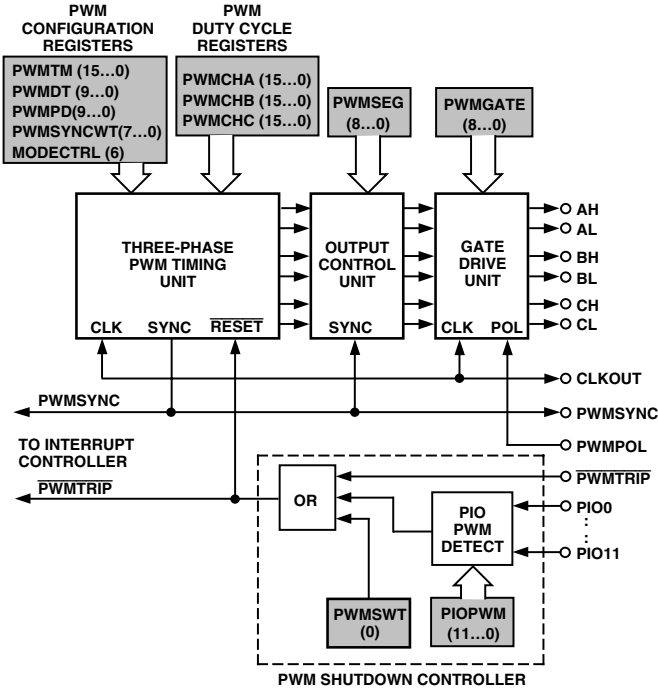 PWM
CONFIGURATION
REGISTERS
PWM
DUTY CYCLE
REGISTERS
PWMTM (15...0)
PWMDT (9...0)
PWMPD(9...0)
PWMSYNCWT(7...0)
MODECTRL (6)
PWMCHA (15...0)
PWMCHB (15...0)
PWMCHC (15...0)
PWMSEG
(8...0)
PWMGATE
(8...0)
THREE-PHASE
PWM TIMING
UNIT
CLK SYNC RESET
OUTPUT
CONTROL
UNIT
SYNC
GATE
DRIVE
UNIT
CLK POL
AH
AL
BH
BL
CH
CL
CLKOUT
PWMSYNC
PWMSYNC
PWMPOL
TO INTERRUPT
CONTROLLER
PWMTRIP
PWMTRIP
OR
PIO
PWM
DETECT
PIO0
PIO11
PWMSWT
(0)
PIOPWM
(11...0)
PWM SHUTDOWN CONTROLLER